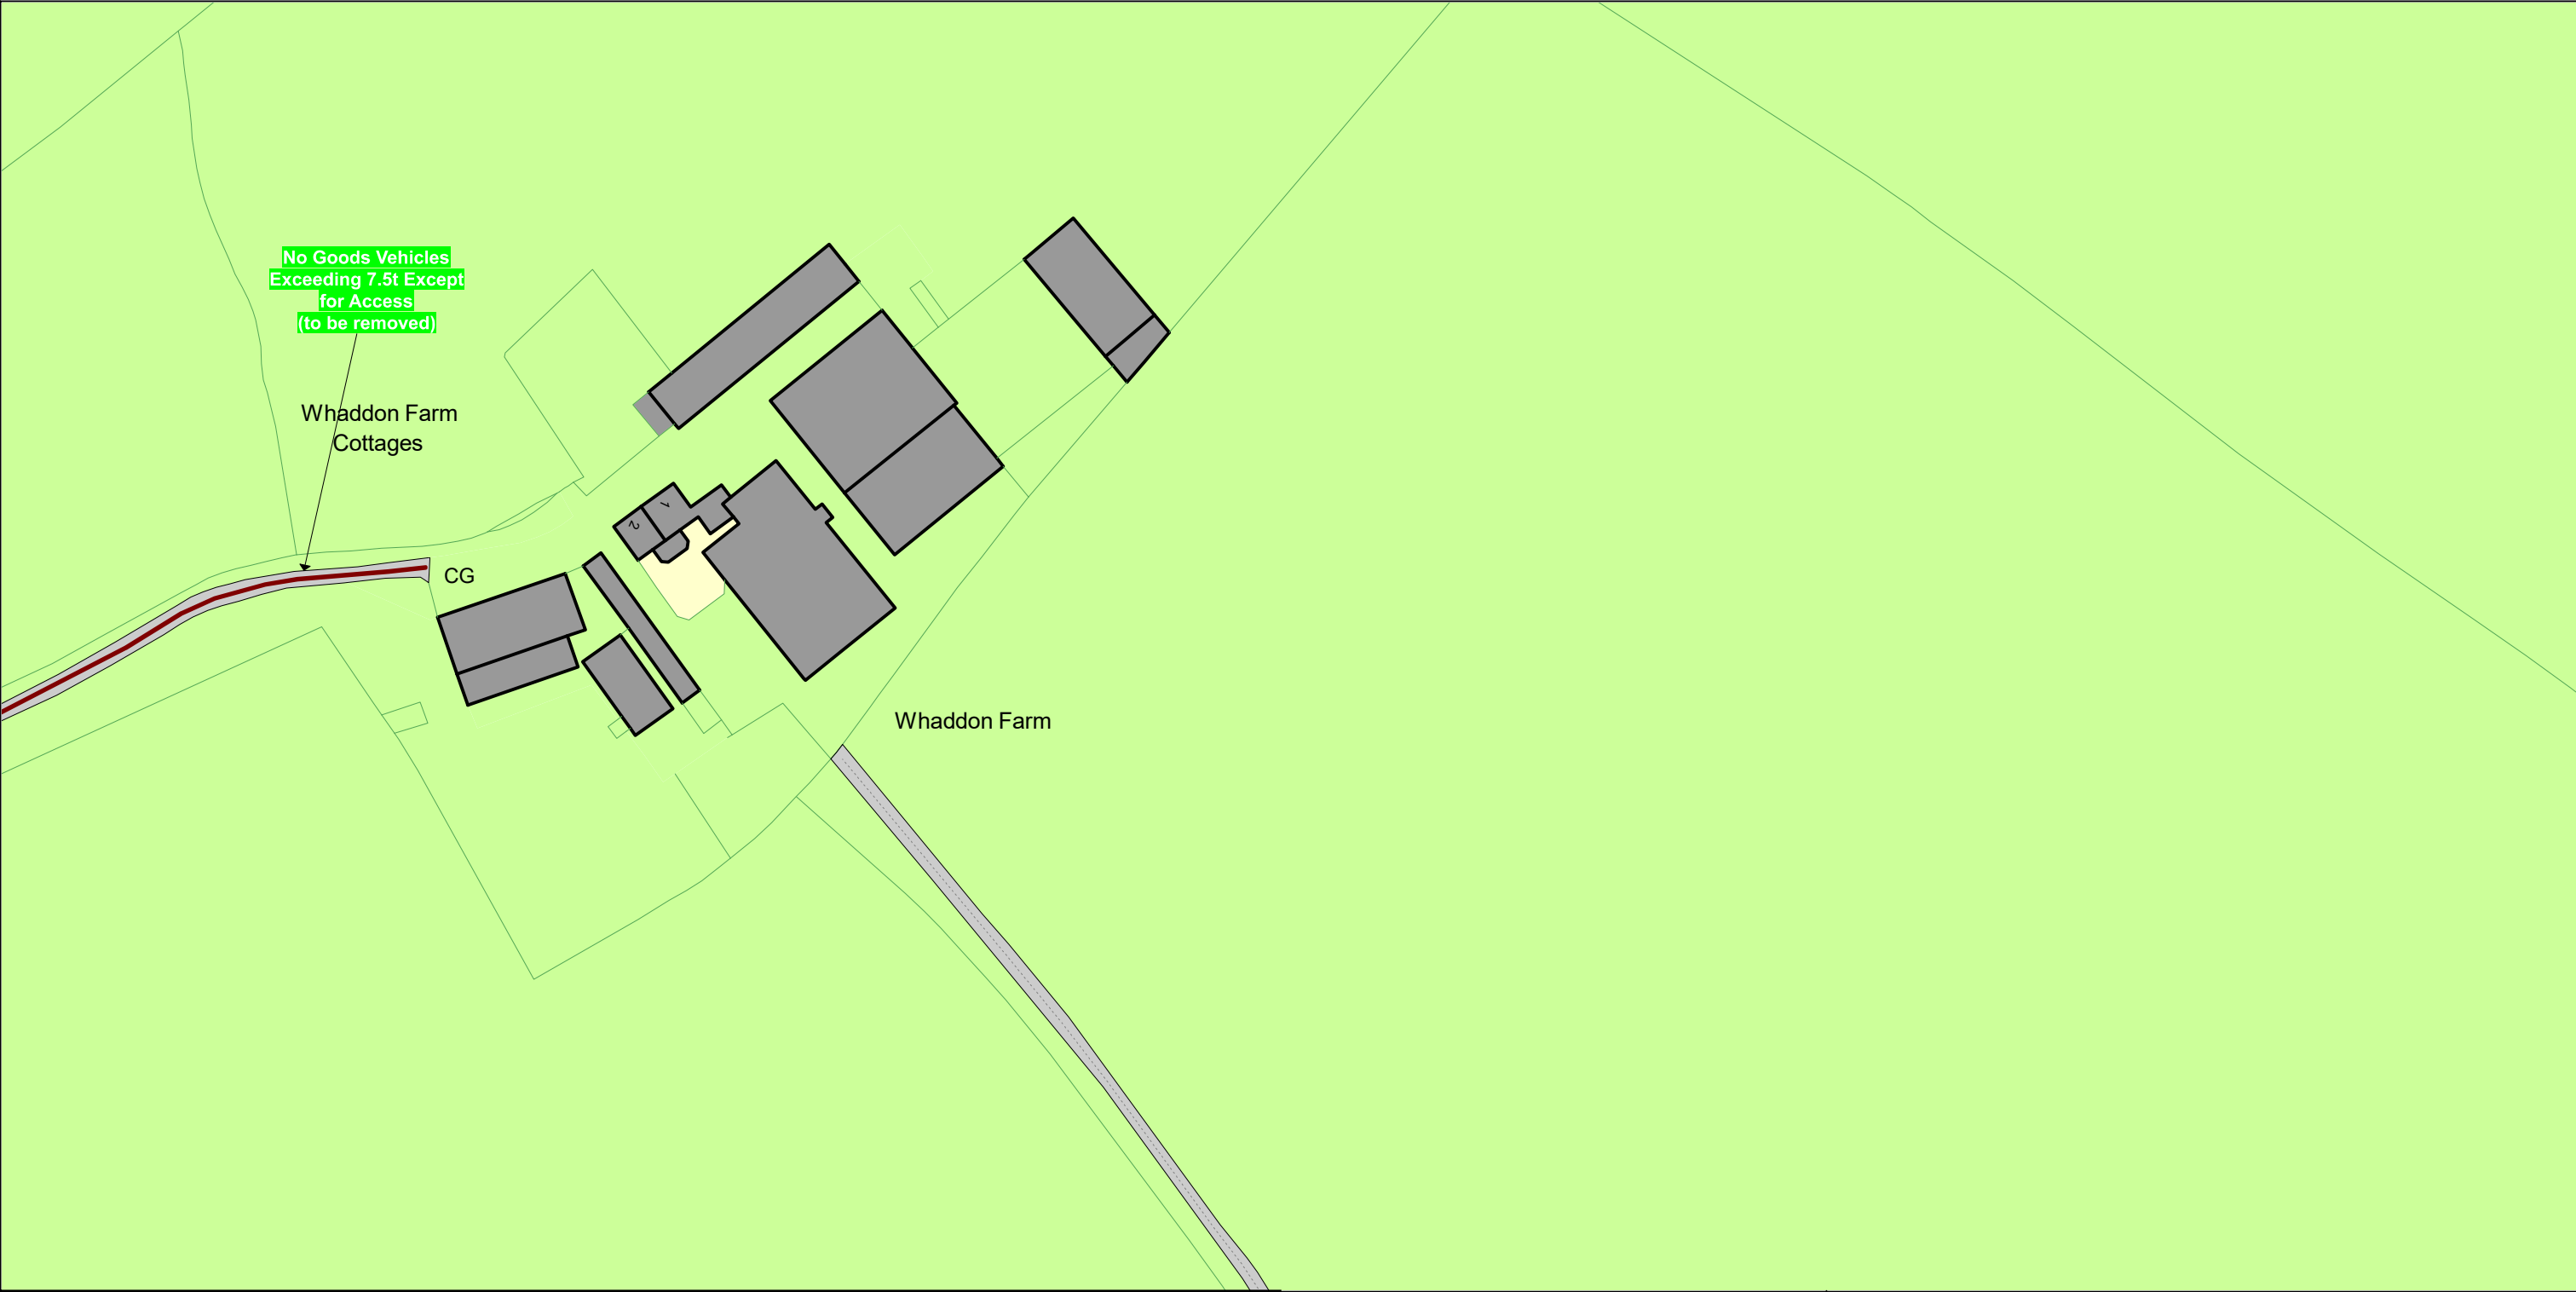 No Goods Vehicles
Exceeding 7.5t Except
for Access
(to be removed)
Whaddon Farm
Cottages
1
2
CG
Whaddon Farm